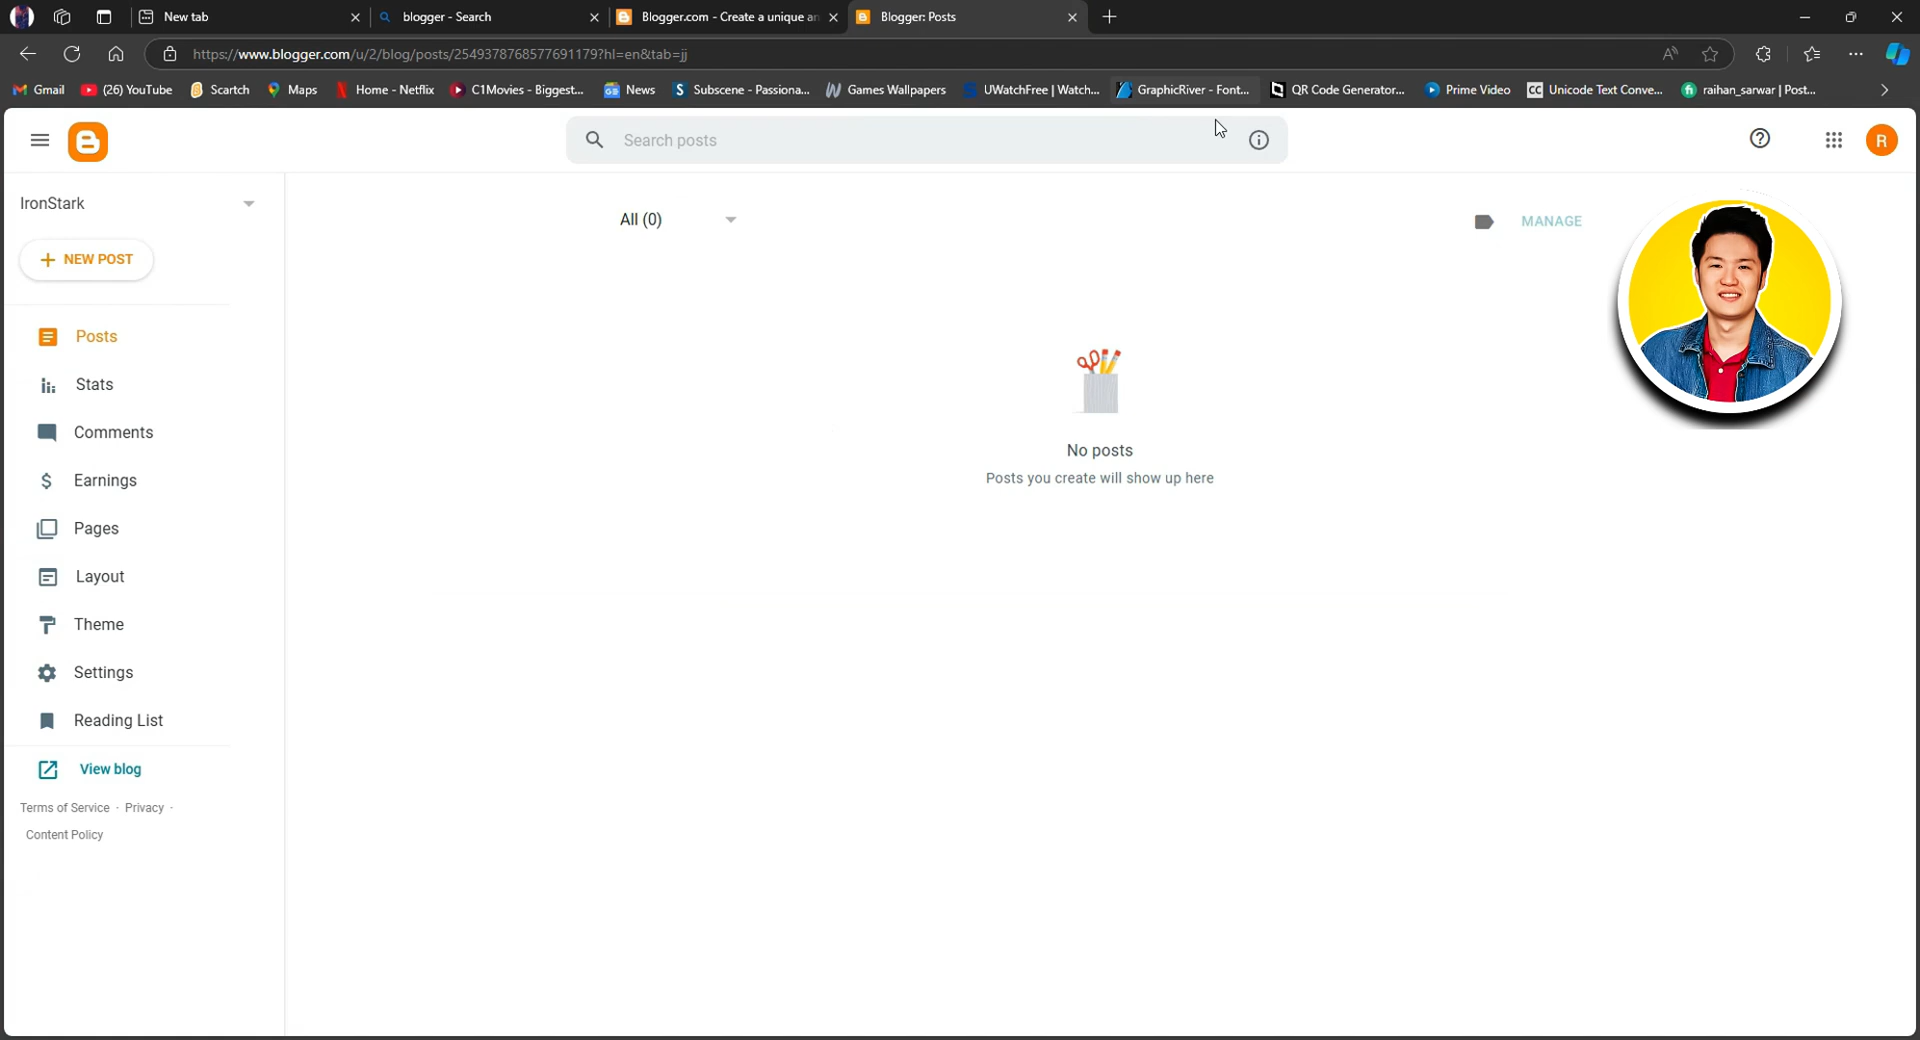 New tab
blogger - Search
Blogger.com - Create a unique an
Blogger: Posts
https://www.blogger.com/u/2/blog/posts/2549378768577691179?hl=en&tab=jj
Gmail
(26) YouTube
Scartch
Maps
Home - Netflix
C1Movies - Biggest...
News
Subscene - Passiona...
Games Wallpapers
UWatchFree | Watch...
GraphicRiver - Font...
QR Code Generator...
Prime Video
Unicode Text Conve...
raihan_sarwar | Post...
Search posts
R
IronStark
All (0)
MANAGE
NEW POST
Posts
Stats
Comments
Earnings
Pages
Layout
Theme
Settings
Reading List
View blog
Terms of Service · Privacy ·
Content Policy
No posts
Posts you create will show up here